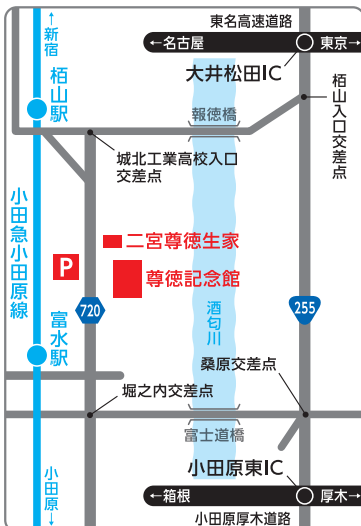 東名高速道路
←名古屋
東京→
大井松田IC
←新宿
栢山駅
報徳橋
栢山入口交差点
城北工業高校入口
交差点
小田急小田原線
二宮尊徳生家
P
尊徳記念館
720
酒匂川
255
富水駅
桑原交差点
堀之内交差点
富士道橋
小田原東IC
←箱根
厚木→
小田原→
小田原厚木道路